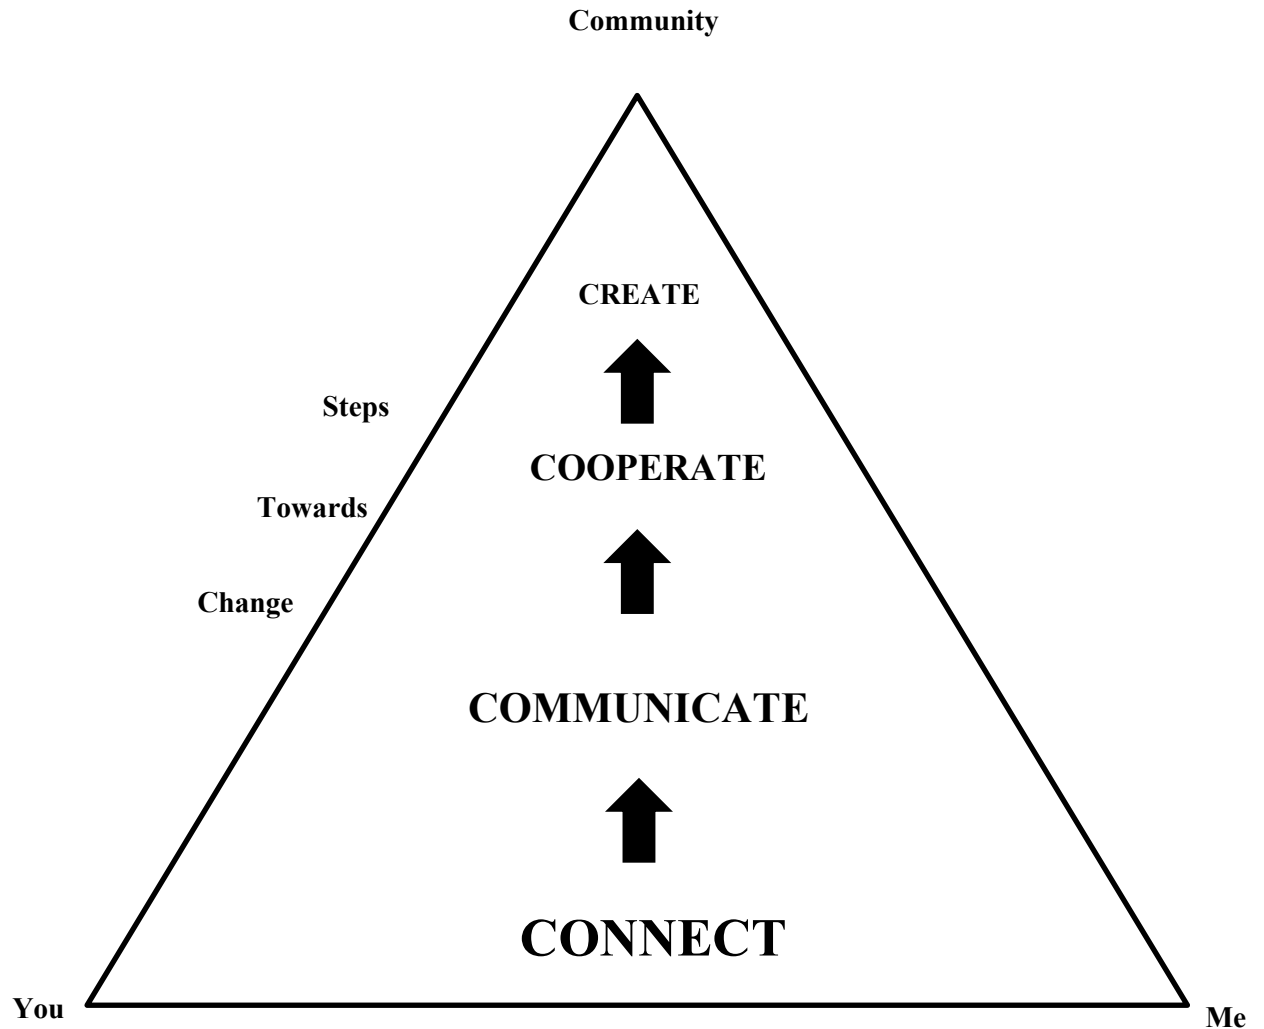 Community
CREATE
Steps
COOPERATE
Towards
Change
COMMUNICATE
CONNECT
You
Me